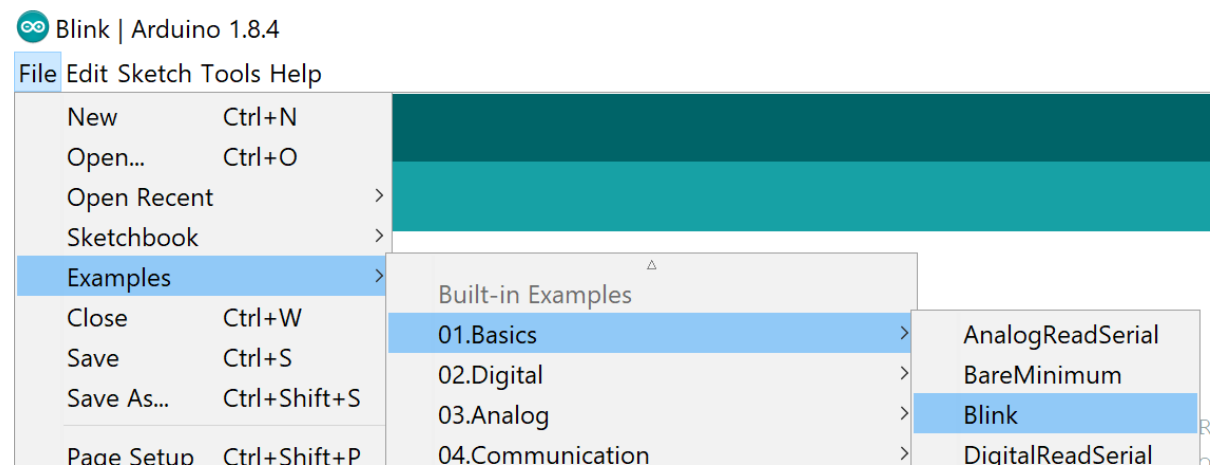 Blink | Arduino 1.8.4
File Edit Sketch Tools Help
New Ctrl+N
Open... Ctrl+O
Open Recent
Sketchbook
Examples
Close Ctrl+W
Save Ctrl+S
Save As... Ctrl+Shift+S
Page Setup Ctrl+Shift+P
Built-in Examples
01.Basics
02.Digital
03.Analog
04.Communication
AnalogReadSerial
BareMinimum
Blink
DigitalReadSerial